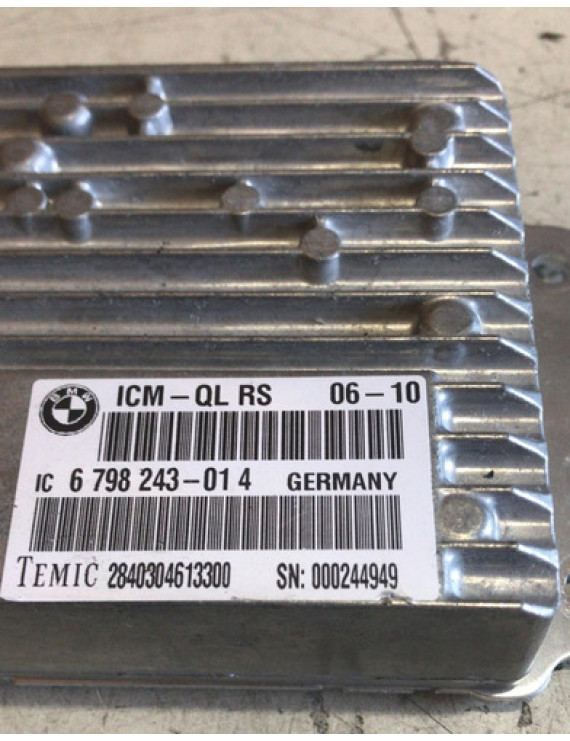 BMW
ICM-QL RS 06-10
IC 6 798 243-01 4 GERMANY
TEMIC 2840304613300 SN: 000244949